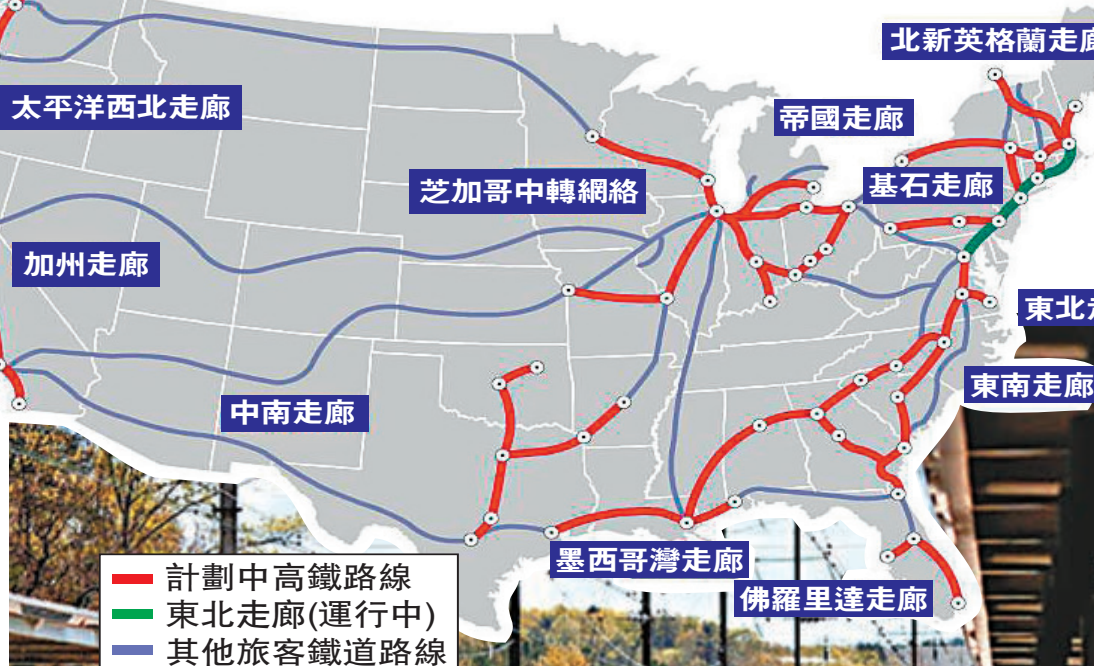 北新英格蘭走廊
太平洋西北走廊
帝國走廊
芝加哥中轉網絡
基石走廊
加州走廊
東北走
東南走廊
中南走廊
墨西哥灣走廊
佛羅里達走廊
計劃中高鐵路線
東北走廊(運行中)
其他旅客鐵道路線